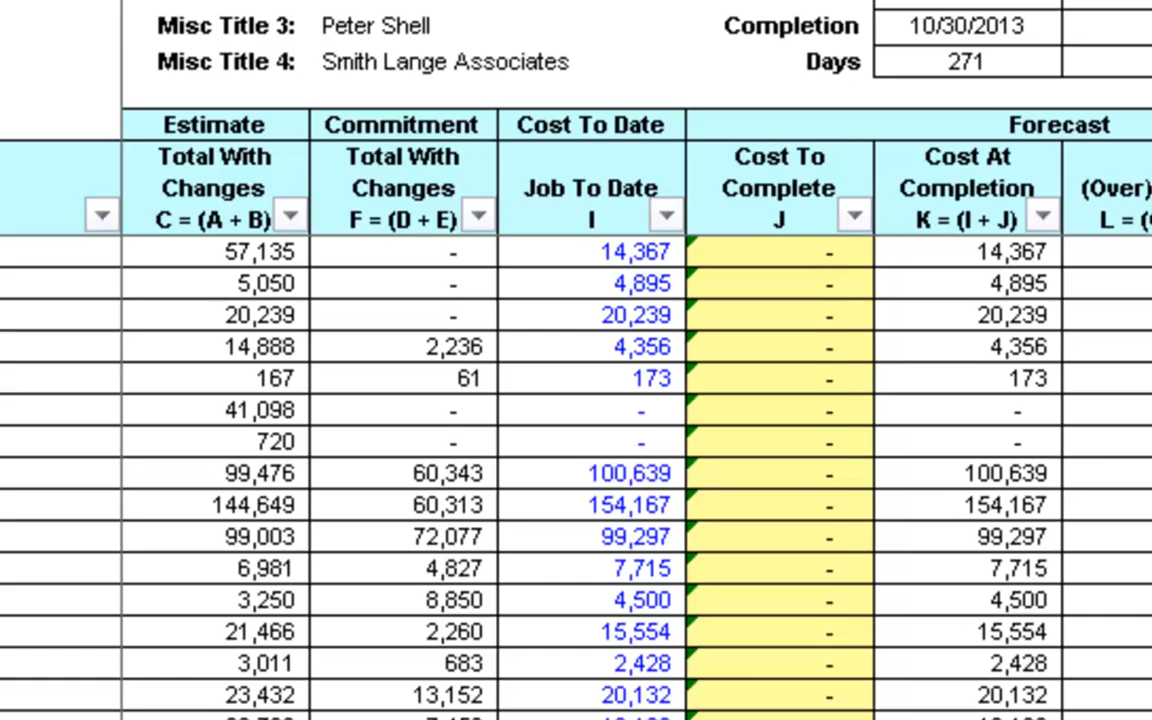 Misc Title 3: Peter Shell Completion 10/30/2013
Misc Title 4: Smith Lange Associates Days 271
Estimate Commitment Cost To Date Forecast
Total With Total With Cost To Cost At
Changes Changes Job To Date Complete Completion (Over)
C = (A + B) F = (D + E) I J K = (I + J) L = (
57,135 - 14,367 - 14,367
5,050 - 4,895 - 4,895
20,239 - 20,239 - 20,239
14,888 2,236 4,356 - 4,356
167 61 173 - 173
41,098 - - - -
720 - - - -
99,476 60,343 100,639 - 100,639
144,649 60,313 154,167 - 154,167
99,003 72,077 99,297 - 99,297
6,981 4,827 7,715 - 7,715
3,250 8,850 4,500 - 4,500
21,466 2,260 15,554 - 15,554
3,011 683 2,428 - 2,428
23,432 13,152 20,132 - 20,132